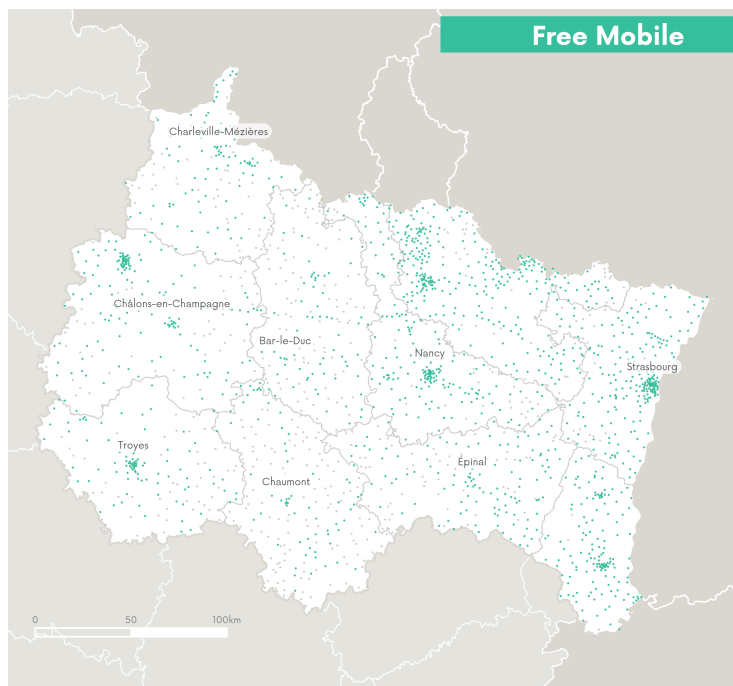 Free Mobile
Charleville-Mézières
Châlons-en-Champagne
Bar-le-Duc
Nancy
Strasbourg
Troyes
Épinal
Chaumont
0 50 100km